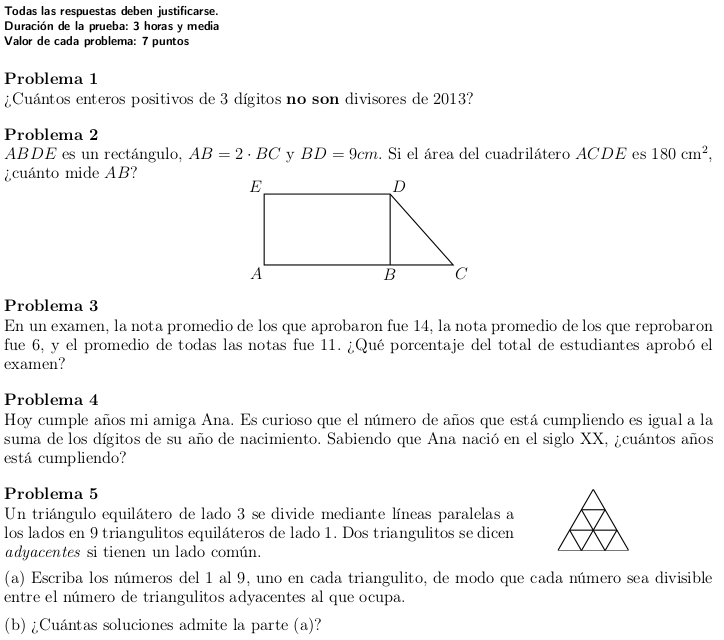 Todas las respuestas deben justificarse.
Duración de la prueba: 3 horas y media
Valor de cada problema: 7 puntos
Problema 1
¿Cuántos enteros positivos de 3 dígitos no son divisores de 2013?
Problema 2
ABDE es un rectángulo, AB = 2 · BC y BD = 9cm. Si el área del cuadrilátero ACDE es 180 cm²,
¿cuánto mide AB?
E D
A B C
Problema 3
En un examen, la nota promedio de los que aprobaron fue 14, la nota promedio de los que reprobaron
fue 6, y el promedio de todas las notas fue 11. ¿Qué porcentaje del total de estudiantes aprobó el
examen?
Problema 4
Hoy cumple años mi amiga Ana. Es curioso que el número de años que está cumpliendo es igual a la
suma de los dígitos de su año de nacimiento. Sabiendo que Ana nació en el siglo XX, ¿cuántos años
está cumpliendo?
Problema 5
Un triángulo equilátero de lado 3 se divide mediante líneas paralelas a
los lados en 9 triangulitos equiláteros de lado 1. Dos triangulitos se dicen
adyacentes si tienen un lado común.
(a) Escriba los números del 1 al 9, uno en cada triangulito, de modo que cada número sea divisible
entre el número de triangulitos adyacentes al que ocupa.
(b) ¿Cuántas soluciones admite la parte (a)?